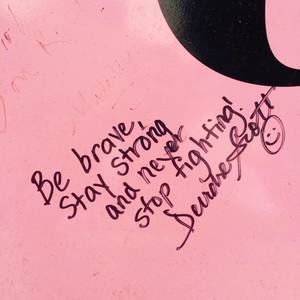 Be brave,
stay strong
and never
stop fighting!
Deirdre Scott